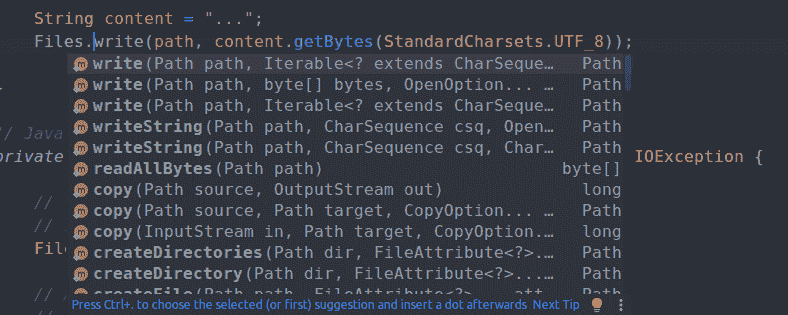 String content = "...";
Files.write(path, content.getBytes(StandardCharsets.UTF_8));
write(Path path, Iterable<? extends CharSeque… Path
write(Path path, byte[] bytes, OpenOption... … Path
write(Path path, Iterable<? extends CharSeque… Path
writeString(Path path, CharSequence csq, Open… Path
// Java
writeString(Path path, CharSequence csq, Char… Path
private
readAllBytes(Path path) byte[]
IOException {
copy(Path source, OutputStream out) long
//
copy(Path source, Path target, CopyOption... … Path
//
copy(InputStream in, Path target, CopyOption.… long
File
createDirectories(Path dir, FileAttribute<?>.… Path
createDirectory(Path dir, FileAttribute<?>...… Path
//
createFile(Path path, FileAttribute<?>... att… Path
Press Ctrl+. to choose the selected (or first) suggestion and insert a dot afterwards Next Tip